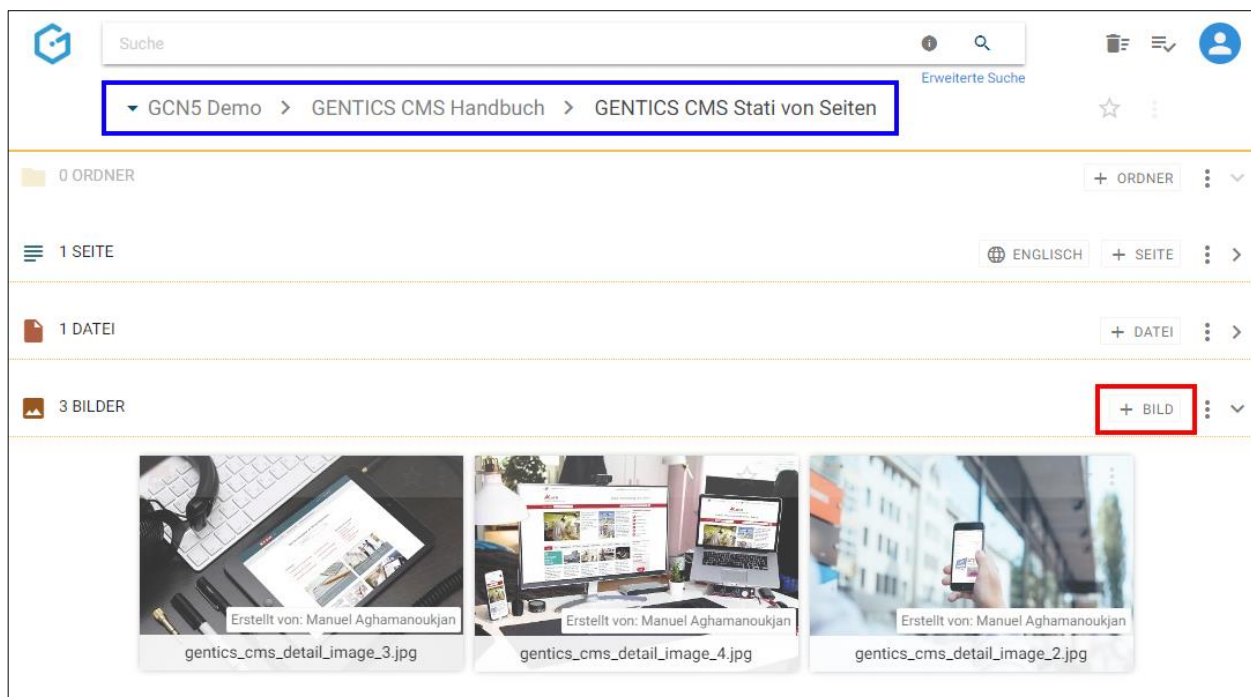 Suche
Erweiterte Suche
GCN5 Demo > GENTICS CMS Handbuch > GENTICS CMS Stati von Seiten
0 ORDNER + ORDNER
1 SEITE ENGLISCH + SEITE
1 DATEI + DATEI
3 BILDER + BILD
Erstellt von: Manuel Aghamanoukjan Erstellt von: Manuel Aghamanoukjan Erstellt von: Manuel Aghamanoukjan
gentics_cms_detail_image_3.jpg gentics_cms_detail_image_4.jpg gentics_cms_detail_image_2.jpg